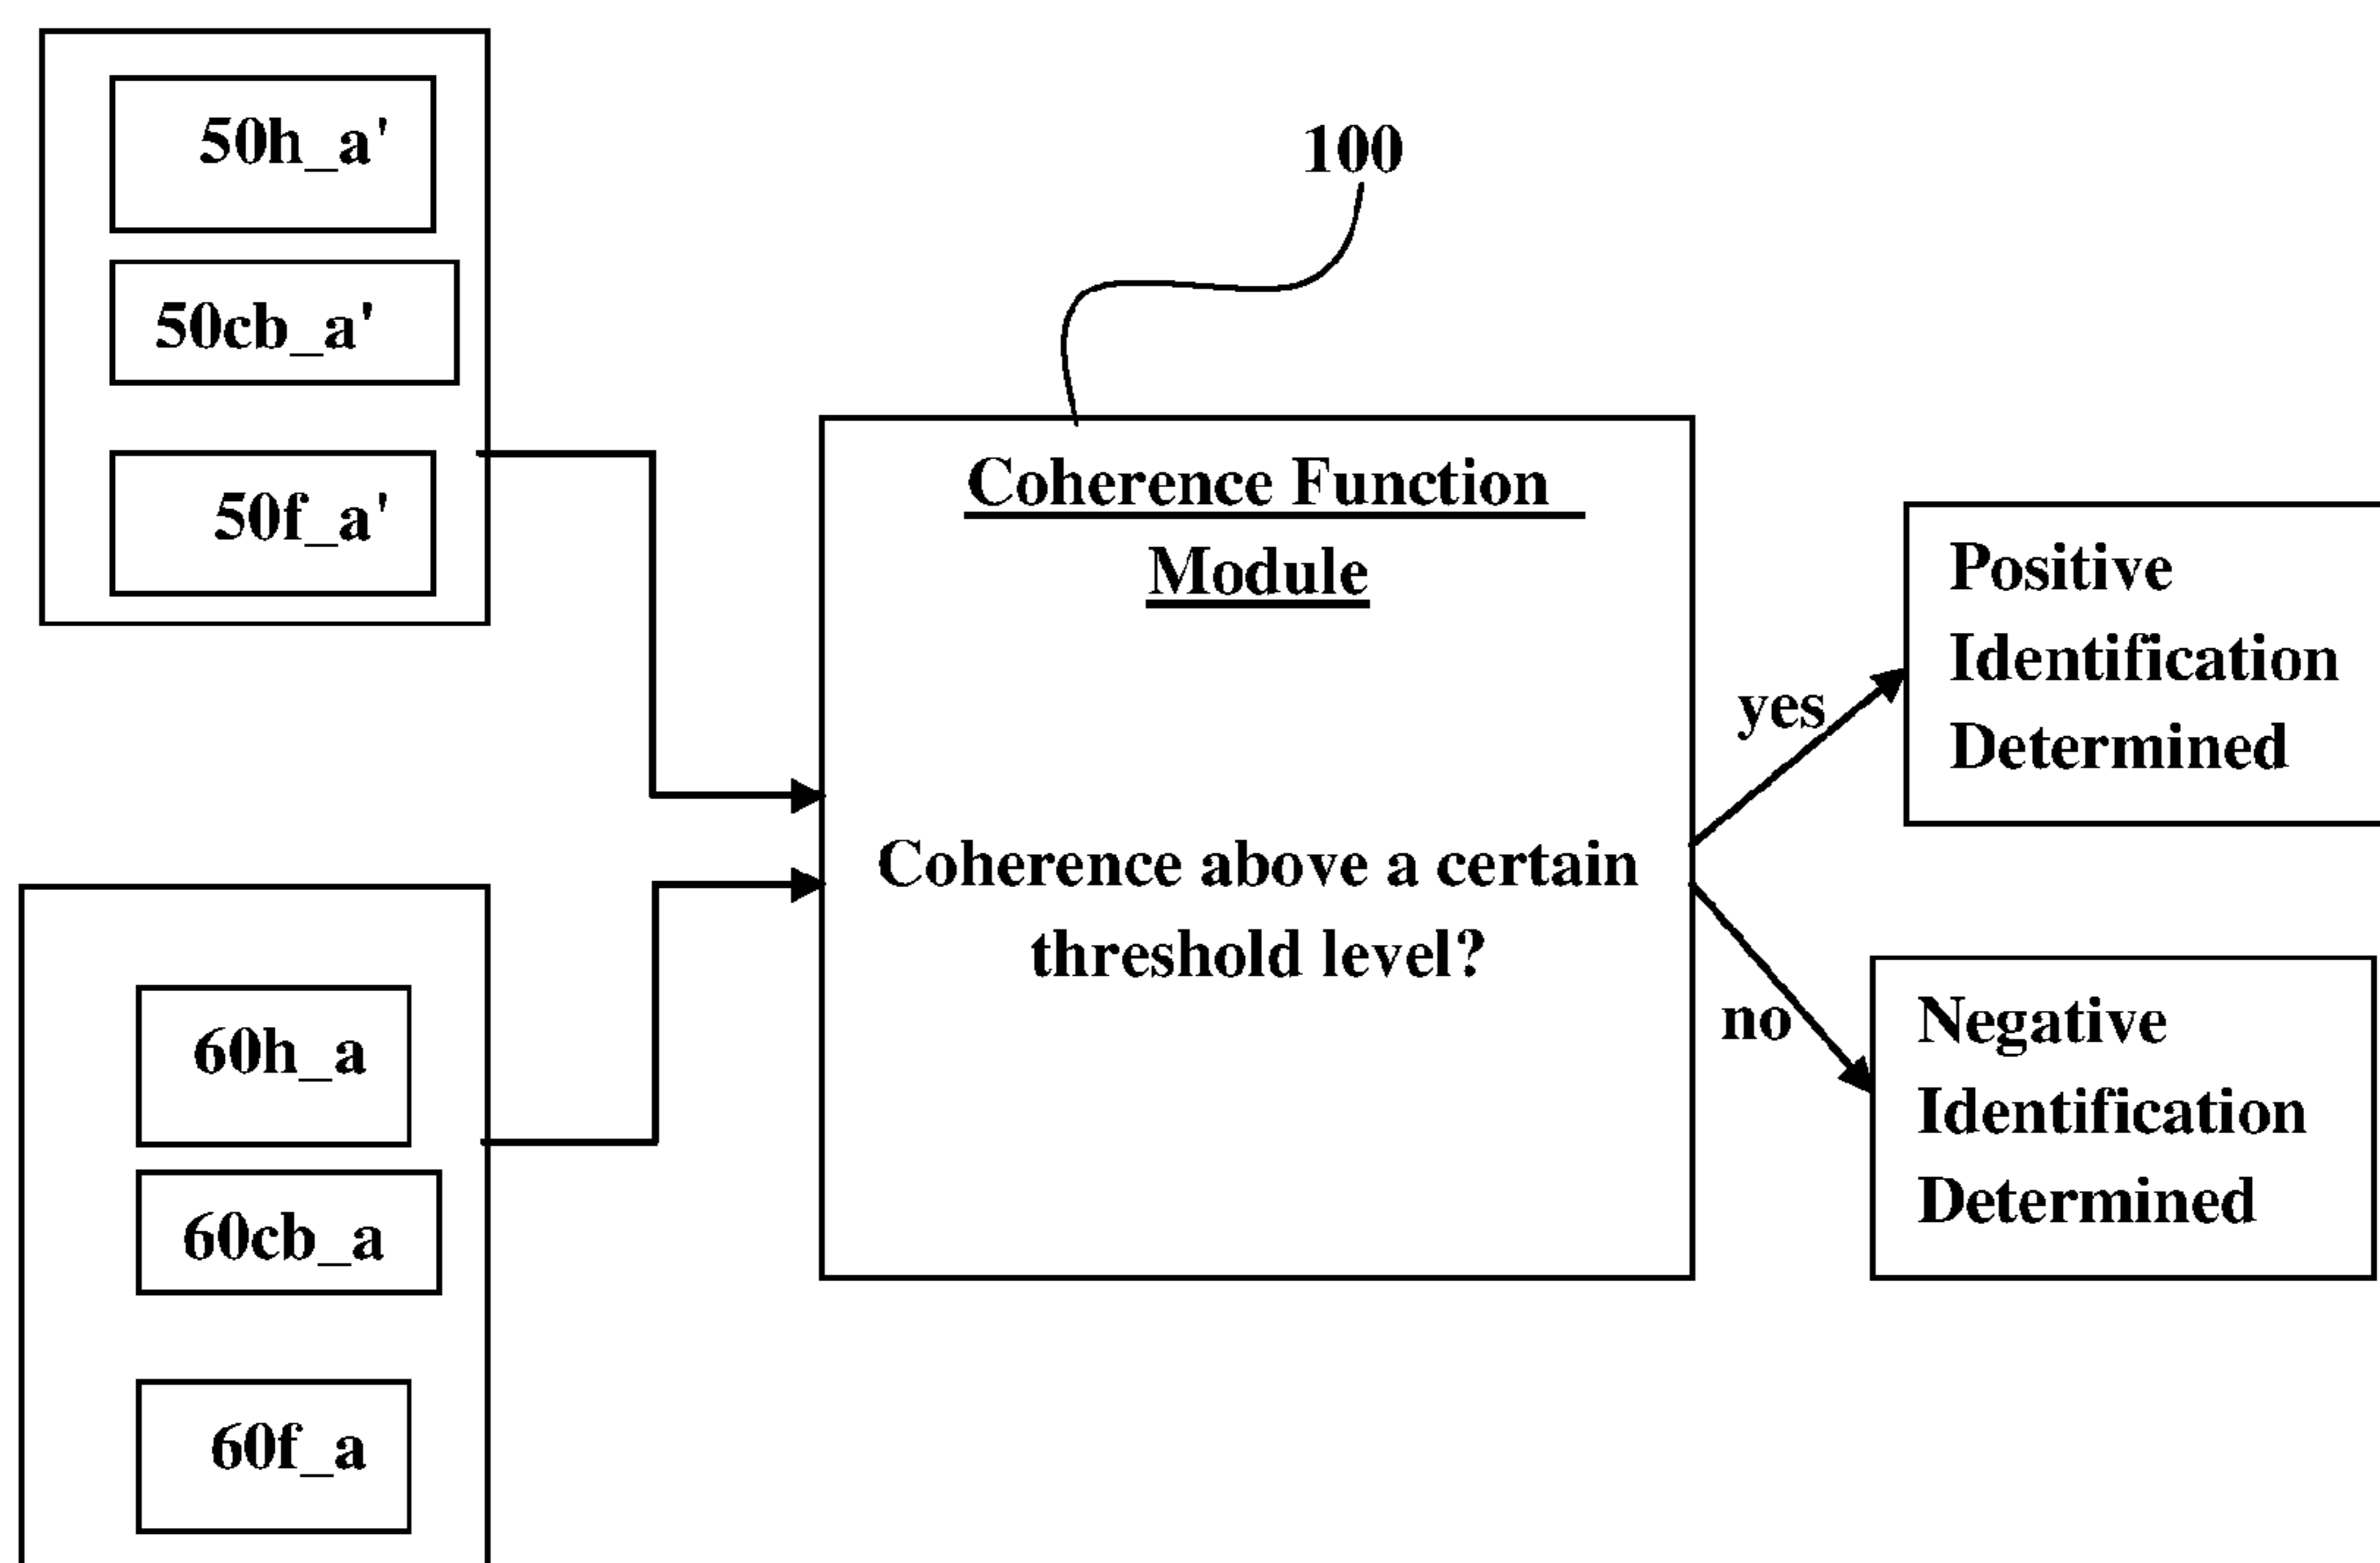 50h_a'
50cb_a'
50f_a'
60h_a
60cb_a
60f_a
100
Coherence Function
Module
Coherence above a certain
threshold level?
yes
no
Positive
Identification
Determined
Negative
Identification
Determined